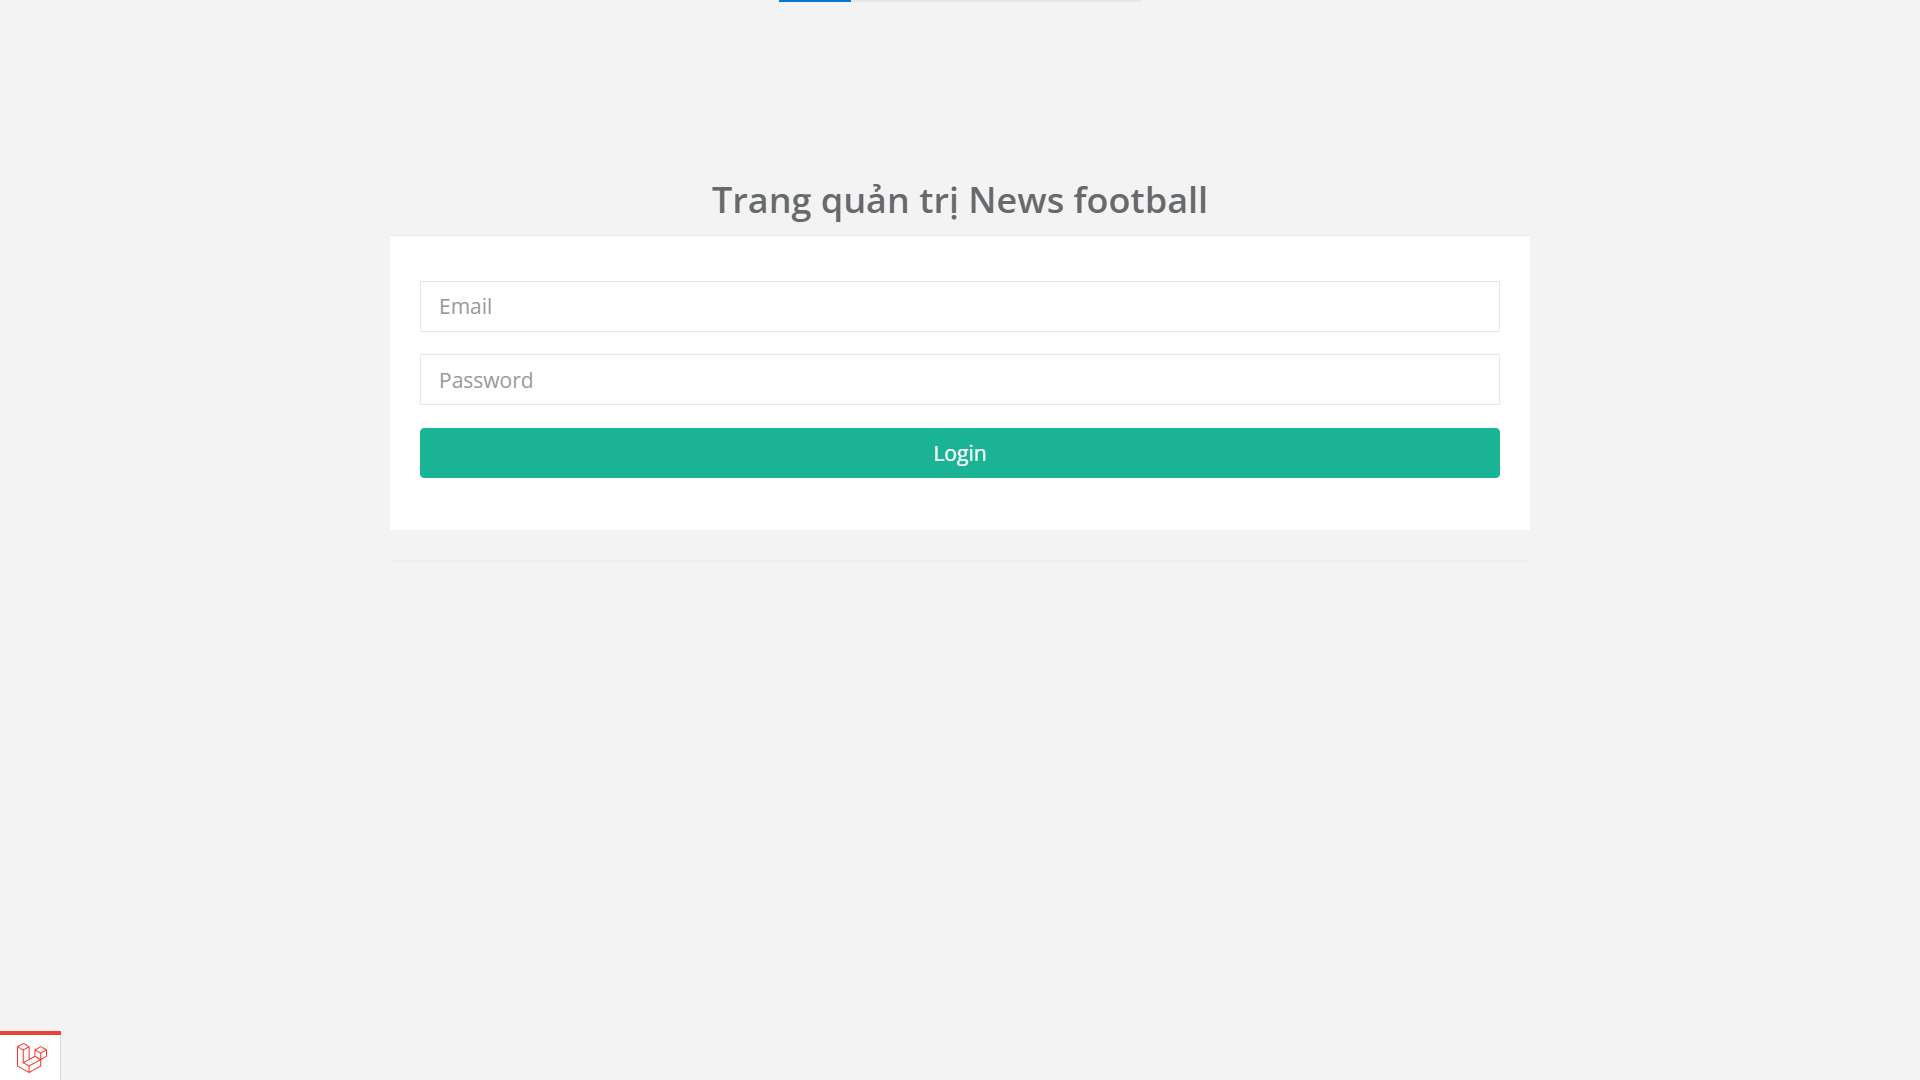 Trang quản trị News football
Email
Password
Login